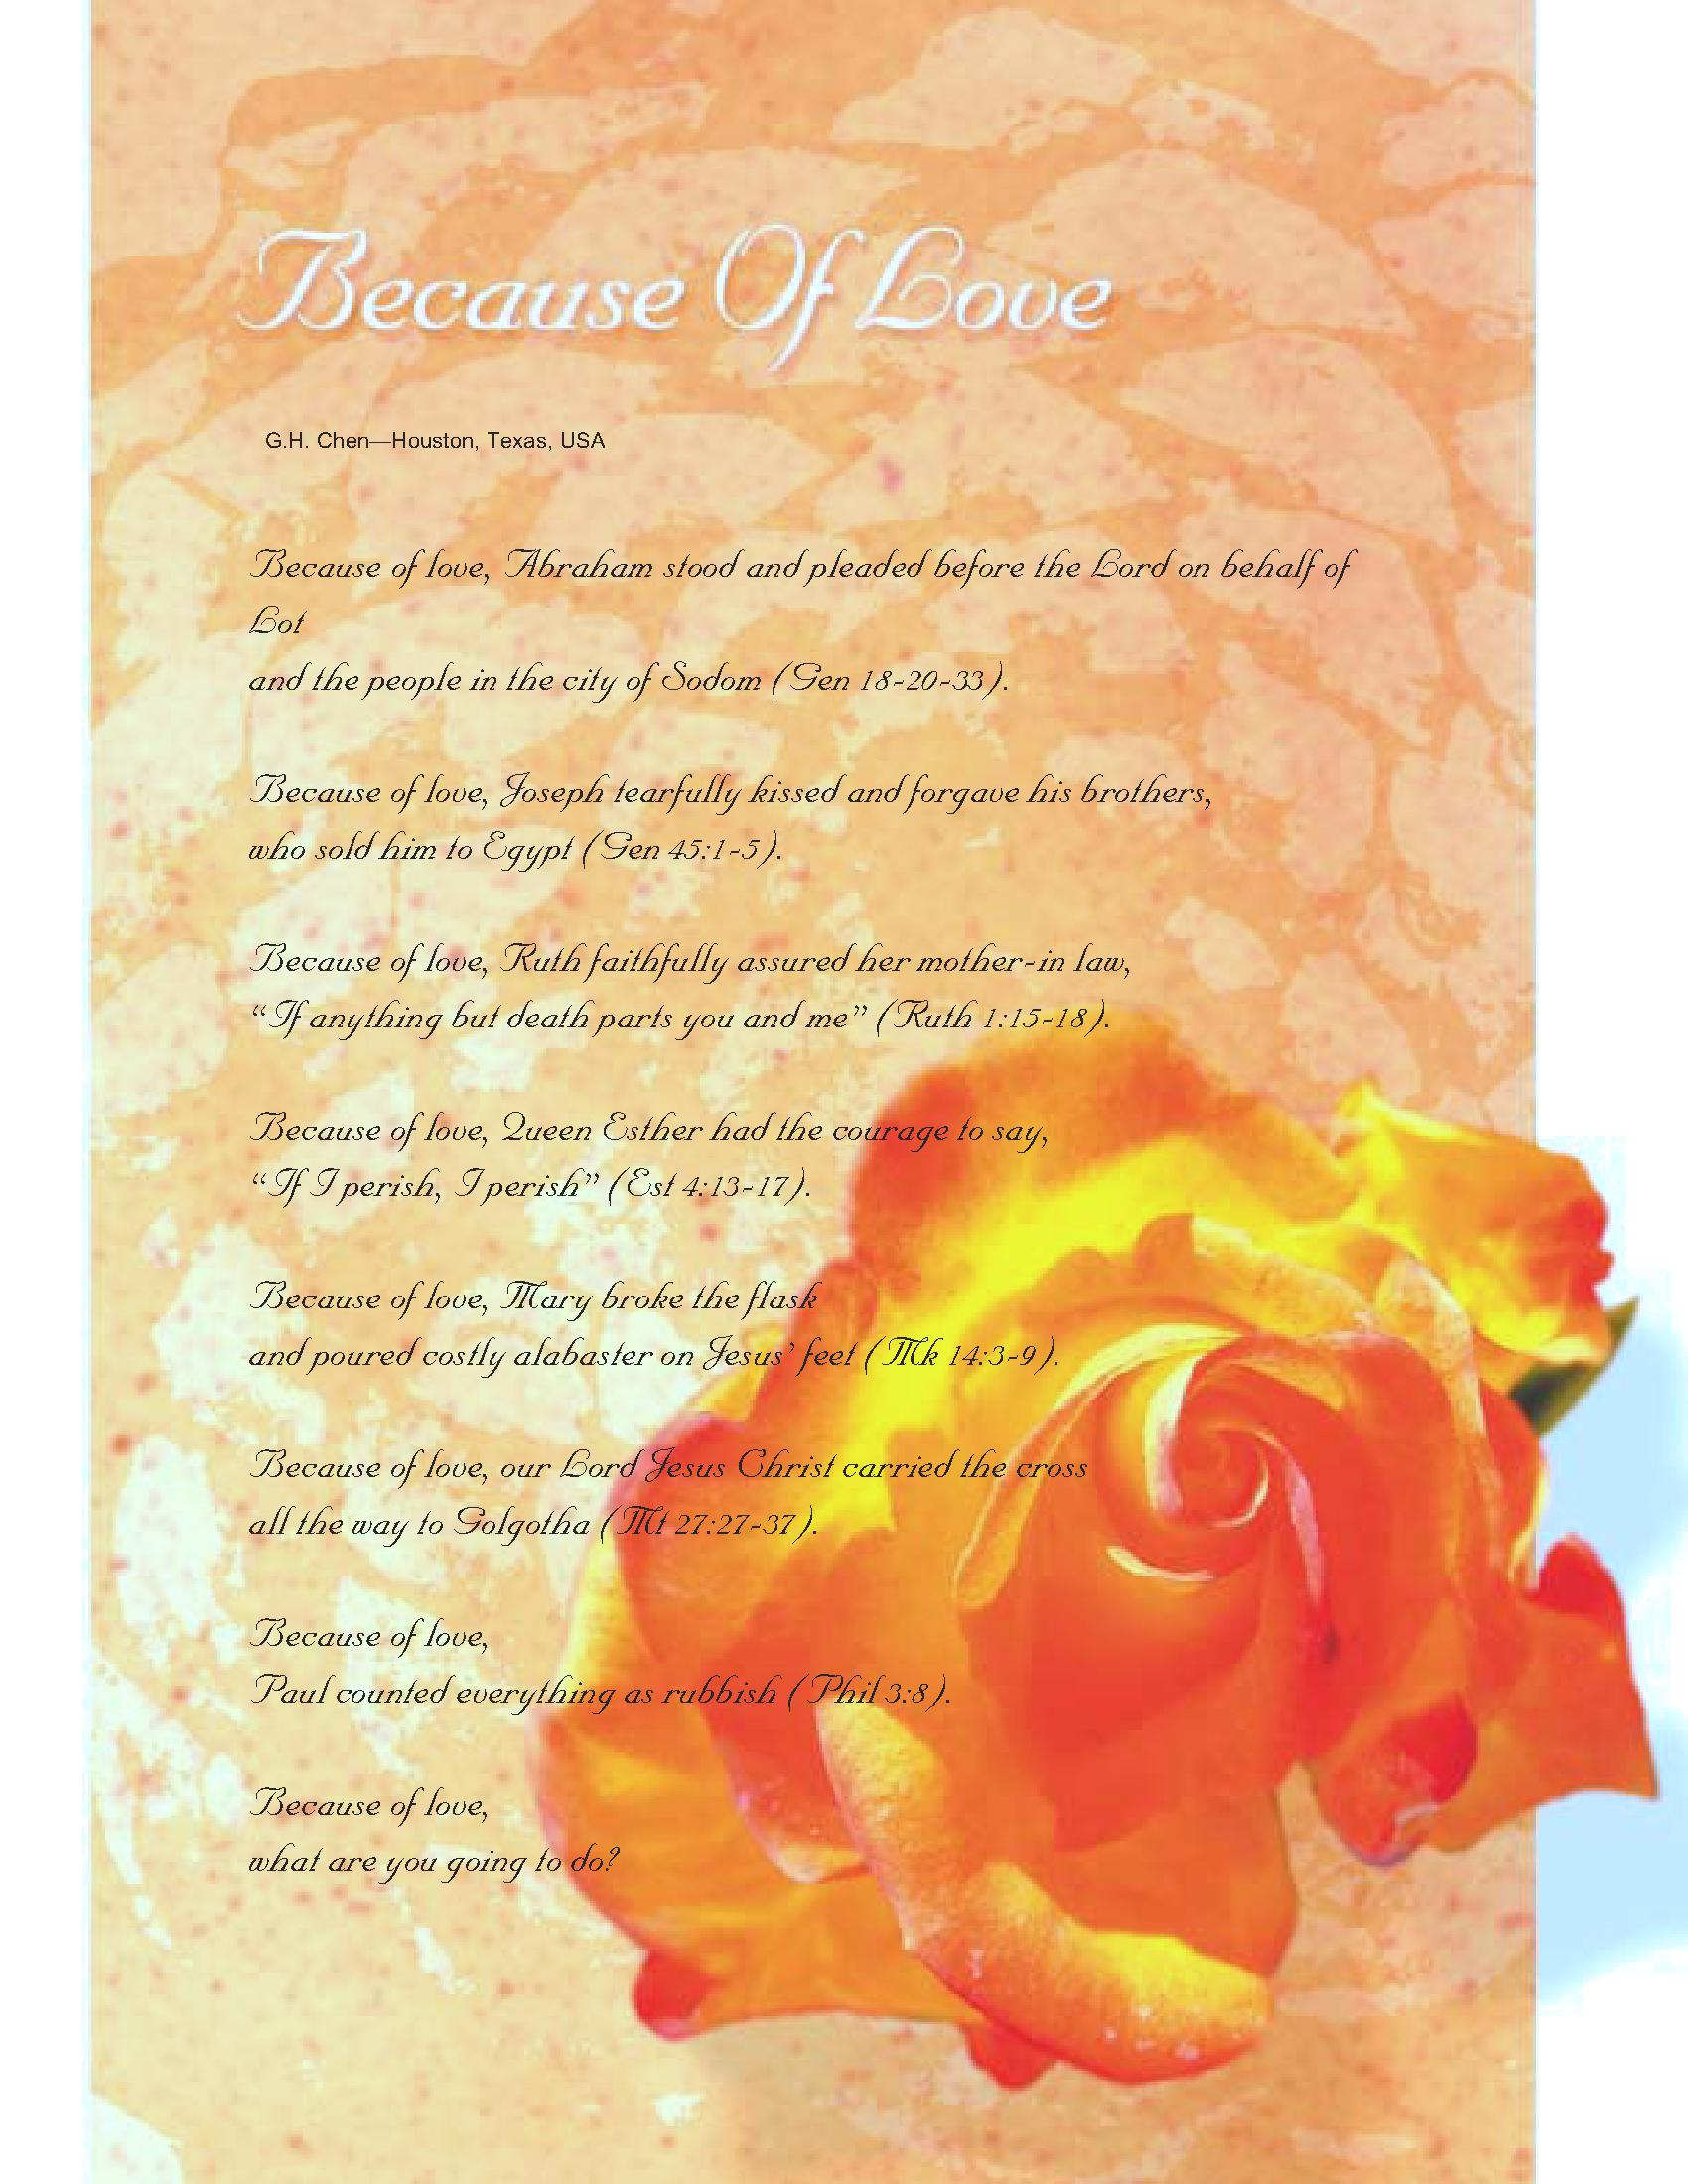 Because Of Love
G.H. Chen—Houston, Texas, USA
Because of love, Abraham stood and pleaded before the Lord on behalf of
Lot
and the people in the city of Sodom (Gen 18-20-33).
Because of love, Joseph tearfully kissed and forgave his brothers,
who sold him to Egypt (Gen 45:1-5).
Because of love, Ruth faithfully assured her mother-in law,
“If anything but death parts you and me” (Ruth 1:15-18).
Because of love, Queen Esther had the courage to say,
“If I perish, I perish” (Est 4:13-17).
Because of love, Mary broke the flask
and poured costly alabaster on Jesus’ feet (Mk 14:3-9).
Because of love, our Lord Jesus Christ carried the cross
all the way to Golgotha (Mt 27:27-37).
Because of love,
Paul counted everything as rubbish (Phil 3:8).
Because of love,
what are you going to do?